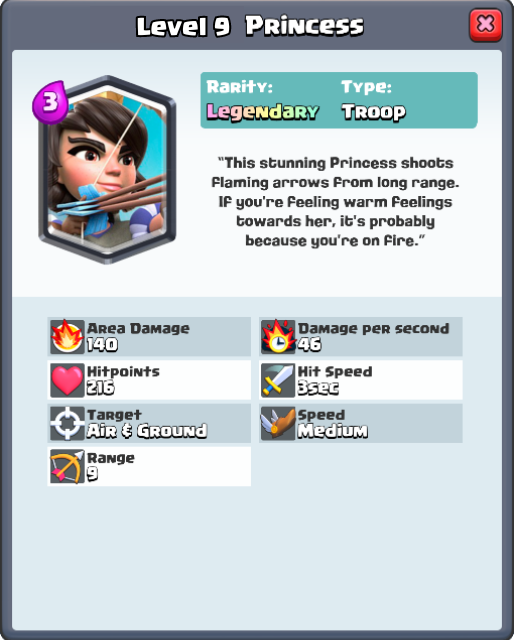 Level 9 Princess
3
Rarity: Type:
Legendary Troop
"This stunning Princess shoots
flaming arrows from long range.
If you're feeling warm feelings
towards her, it's probably
because you're on fire."
Area Damage
140
Damage per second
46
Hitpoints
216
Hit Speed
3sec
Target
Air & Ground
Speed
Medium
Range
9